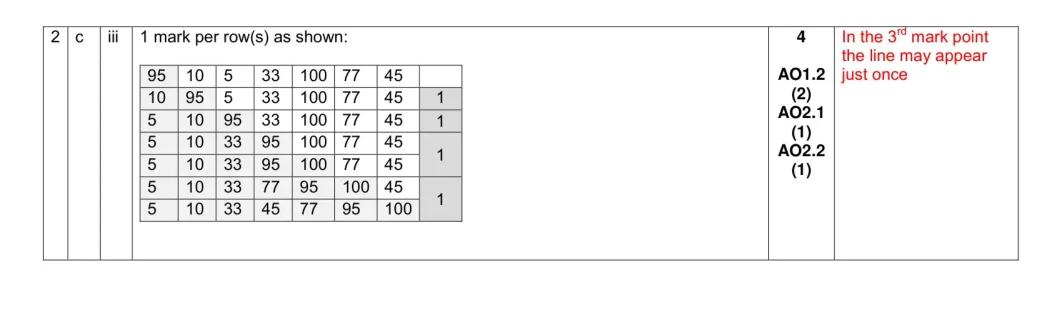 2 c iii 1 mark per row(s) as shown: 4 In the 3rd mark point
the line may appear
95 10 5 33 100 77 45 AO1.2 just once
10 95 5 33 100 77 45 1 (2)
5 10 95 33 100 77 45 1 AO2.1
5 10 33 95 100 77 45 (1)
1 AO2.2
5 10 33 95 100 77 45 (1)
5 10 33 77 95 100 45
1
5 10 33 45 77 95 100